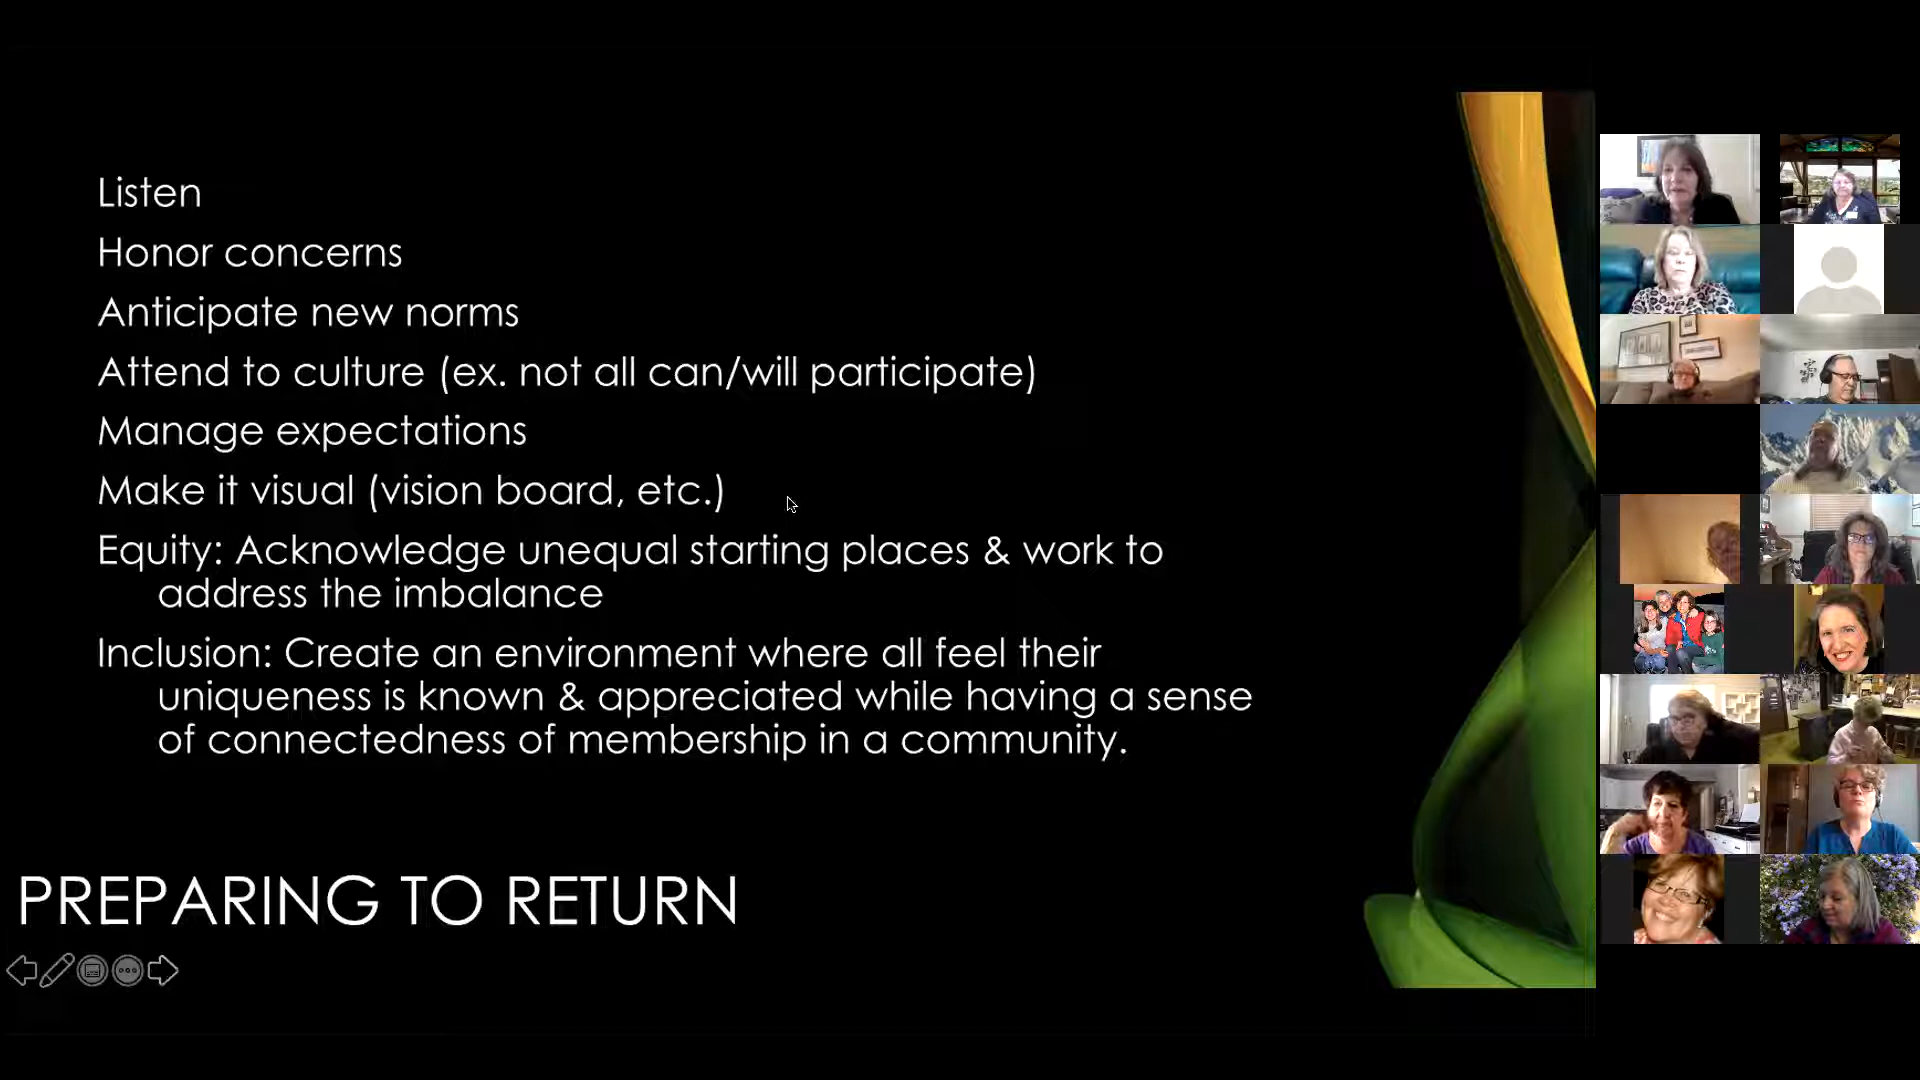 Listen
Honor concerns
Anticipate new norms
Attend to culture (ex. not all can/will participate)
Manage expectations
Make it visual (vision board, etc.)
Equity: Acknowledge unequal starting places & work to
address the imbalance
Inclusion: Create an environment where all feel their
uniqueness is known & appreciated while having a sense
of connectedness of membership in a community.
PREPARING TO RETURN